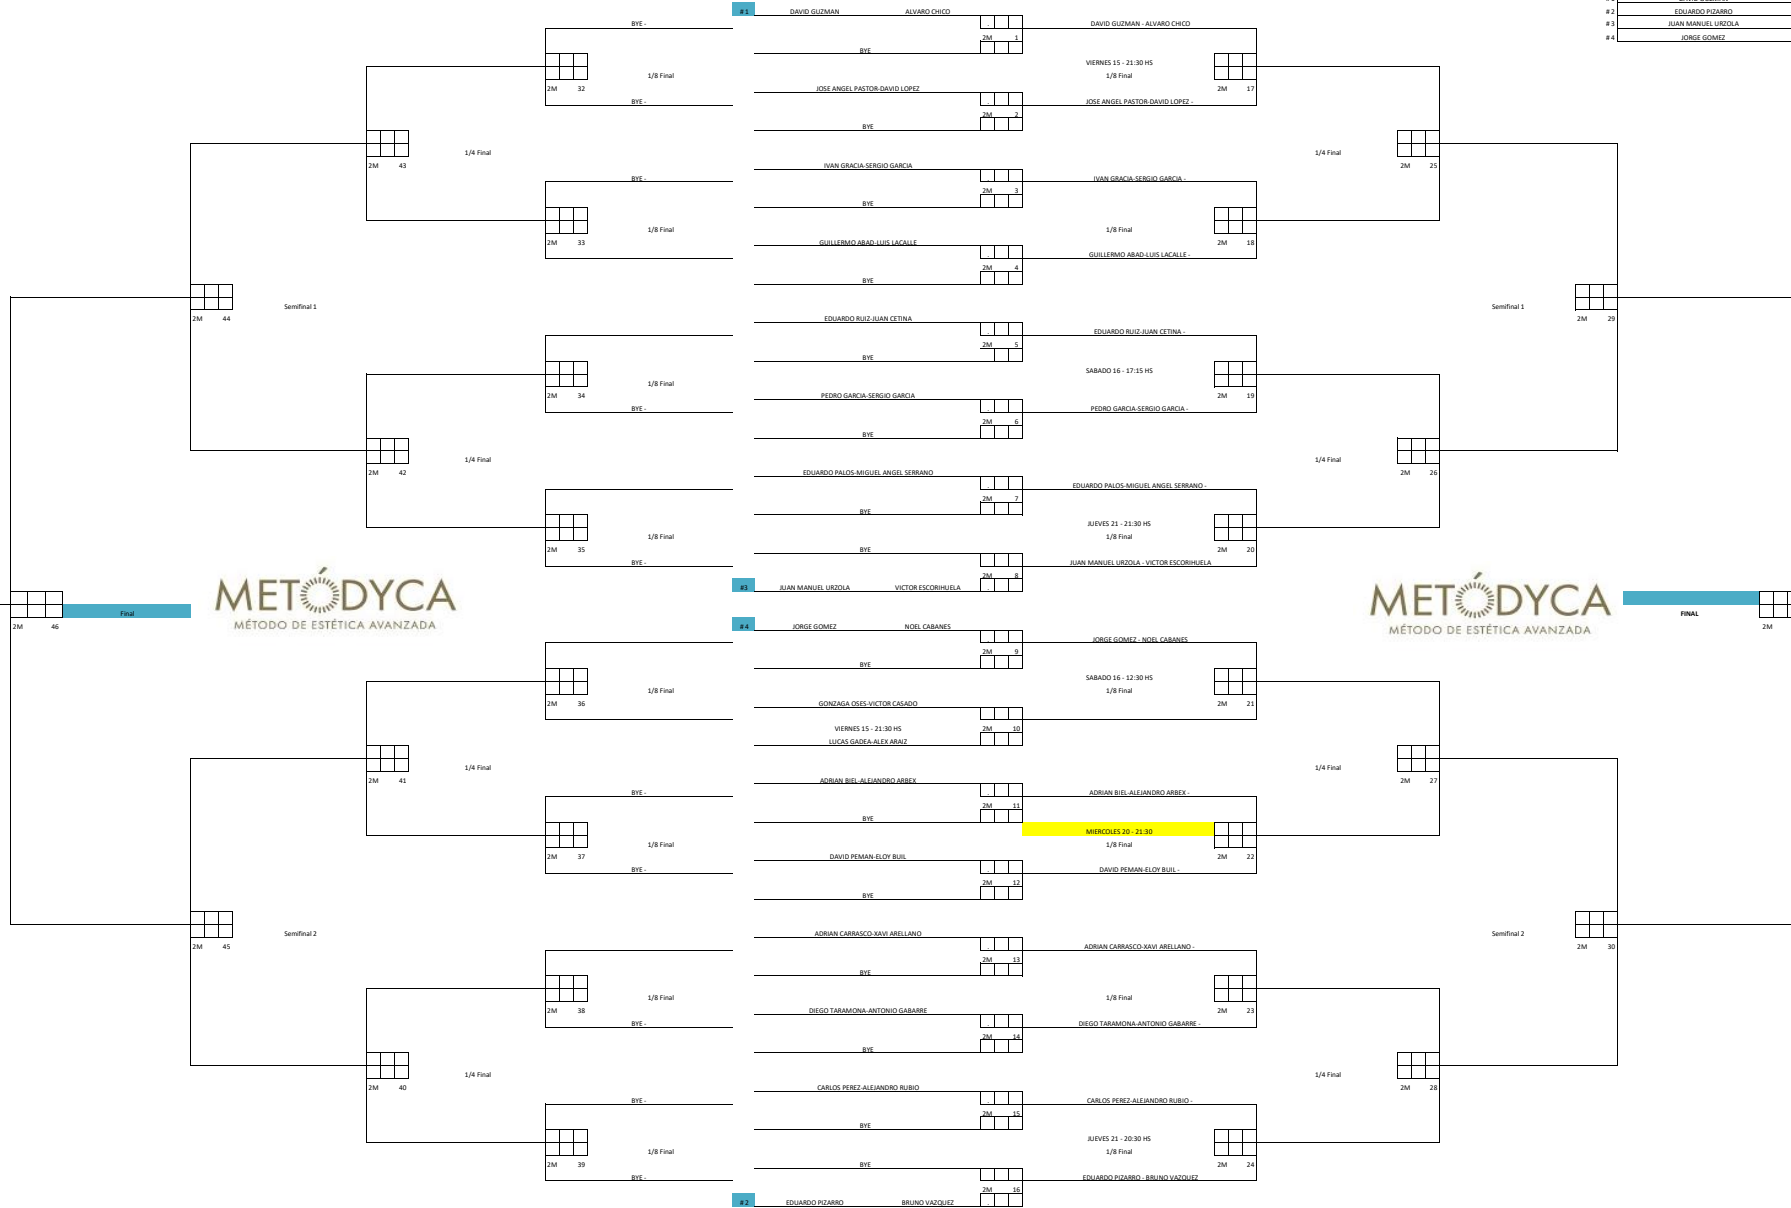 #1 DAVID GUZMAN ALVARO CHICO
#2 EDUARDO PIZARRO
BYE - DAVID GUZMAN - ALVARO CHICO
#3 JUAN MANUEL URZOLA
2M 1
#4 JORGE GOMEZ
BYE
VIERNES 15 - 21:30 HS
1/8 Final 1/8 Final
2M 32 JOSE ANGEL PASTOR-DAVID LOPEZ 2M 17
BYE - JOSE ANGEL PASTOR-DAVID LOPEZ -
2M 2
BYE
1/4 Final 1/4 Final
2M 43 IVAN GRACIA-SERGIO GARCIA 2M 25
BYE - IVAN GRACIA-SERGIO GARCIA -
2M 3
BYE
1/8 Final 1/8 Final
2M 33 GUILLERMO ABAD-LUIS LACALLE 2M 18
GUILLERMO ABAD-LUIS LACALLE -
2M 4
BYE
Semifinal 1 Semifinal 1
2M 44 EDUARDO RUIZ-JUAN CETINA 2M 29
EDUARDO RUIZ-JUAN CETINA -
2M 5
BYE
SABADO 16 - 17:15 HS
1/8 Final
2M 34 PEDRO GARCIA-SERGIO GARCIA 2M 19
BYE - PEDRO GARCIA-SERGIO GARCIA -
2M 6
BYE
1/4 Final 1/4 Final
2M 42 EDUARDO PALOS-MIGUEL ANGEL SERRANO 2M 26
EDUARDO PALOS-MIGUEL ANGEL SERRANO -
2M 7
BYE
JUEVES 21 - 21:30 HS
1/8 Final 1/8 Final
2M 35 BYE 2M 20
BYE - JUAN MANUEL URZOLA - VICTOR ESCORIHUELA
2M 8
#3 JUAN MANUEL URZOLA VICTOR ESCORIHUELA
METÓDYCA METÓDYCA
Final FINAL
MÉTODO DE ESTÉTICA AVANZADA MÉTODO DE ESTÉTICA AVANZADA
2M 46 #4 JORGE GOMEZ NOEL CABANES 2M
JORGE GOMEZ - NOEL CABANES
2M 9
BYE
SABADO 16 - 12:30 HS
1/8 Final 1/8 Final
2M 36 GONZAGA OSES-VICTOR CASADO 2M 21
VIERNES 15 - 21:30 HS 2M 10
LUCAS GADEA-ALEX ARAIZ
1/4 Final 1/4 Final
2M 41 ADRIAN BIEL-ALEJANDRO ARBEX 2M 27
BYE - ADRIAN BIEL-ALEJANDRO ARBEX -
2M 11
BYE
MIERCOLES 20 - 21:30
1/8 Final 1/8 Final
2M 37 DAVID PEMAN-ELOY BUIL 2M 22
BYE - DAVID PEMAN-ELOY BUIL -
2M 12
BYE
Semifinal 2 ADRIAN CARRASCO-XAVI ARELLANO Semifinal 2
2M 45 ADRIAN CARRASCO-XAVI ARELLANO - 2M 30
2M 13
BYE
1/8 Final 1/8 Final
2M 38 DIEGO TARAMONA-ANTONIO GABARRE 2M 23
BYE - DIEGO TARAMONA-ANTONIO GABARRE -
2M 14
BYE
1/4 Final 1/4 Final
2M 40 CARLOS PEREZ-ALEJANDRO RUBIO 2M 28
BYE - CARLOS PEREZ-ALEJANDRO RUBIO -
2M 15
BYE
JUEVES 21 - 20:30 HS
1/8 Final 1/8 Final
2M 39 BYE 2M 24
BYE - EDUARDO PIZARRO - BRUNO VAZQUEZ
2M 16
#2 EDUARDO PIZARRO BRUNO VAZQUEZ